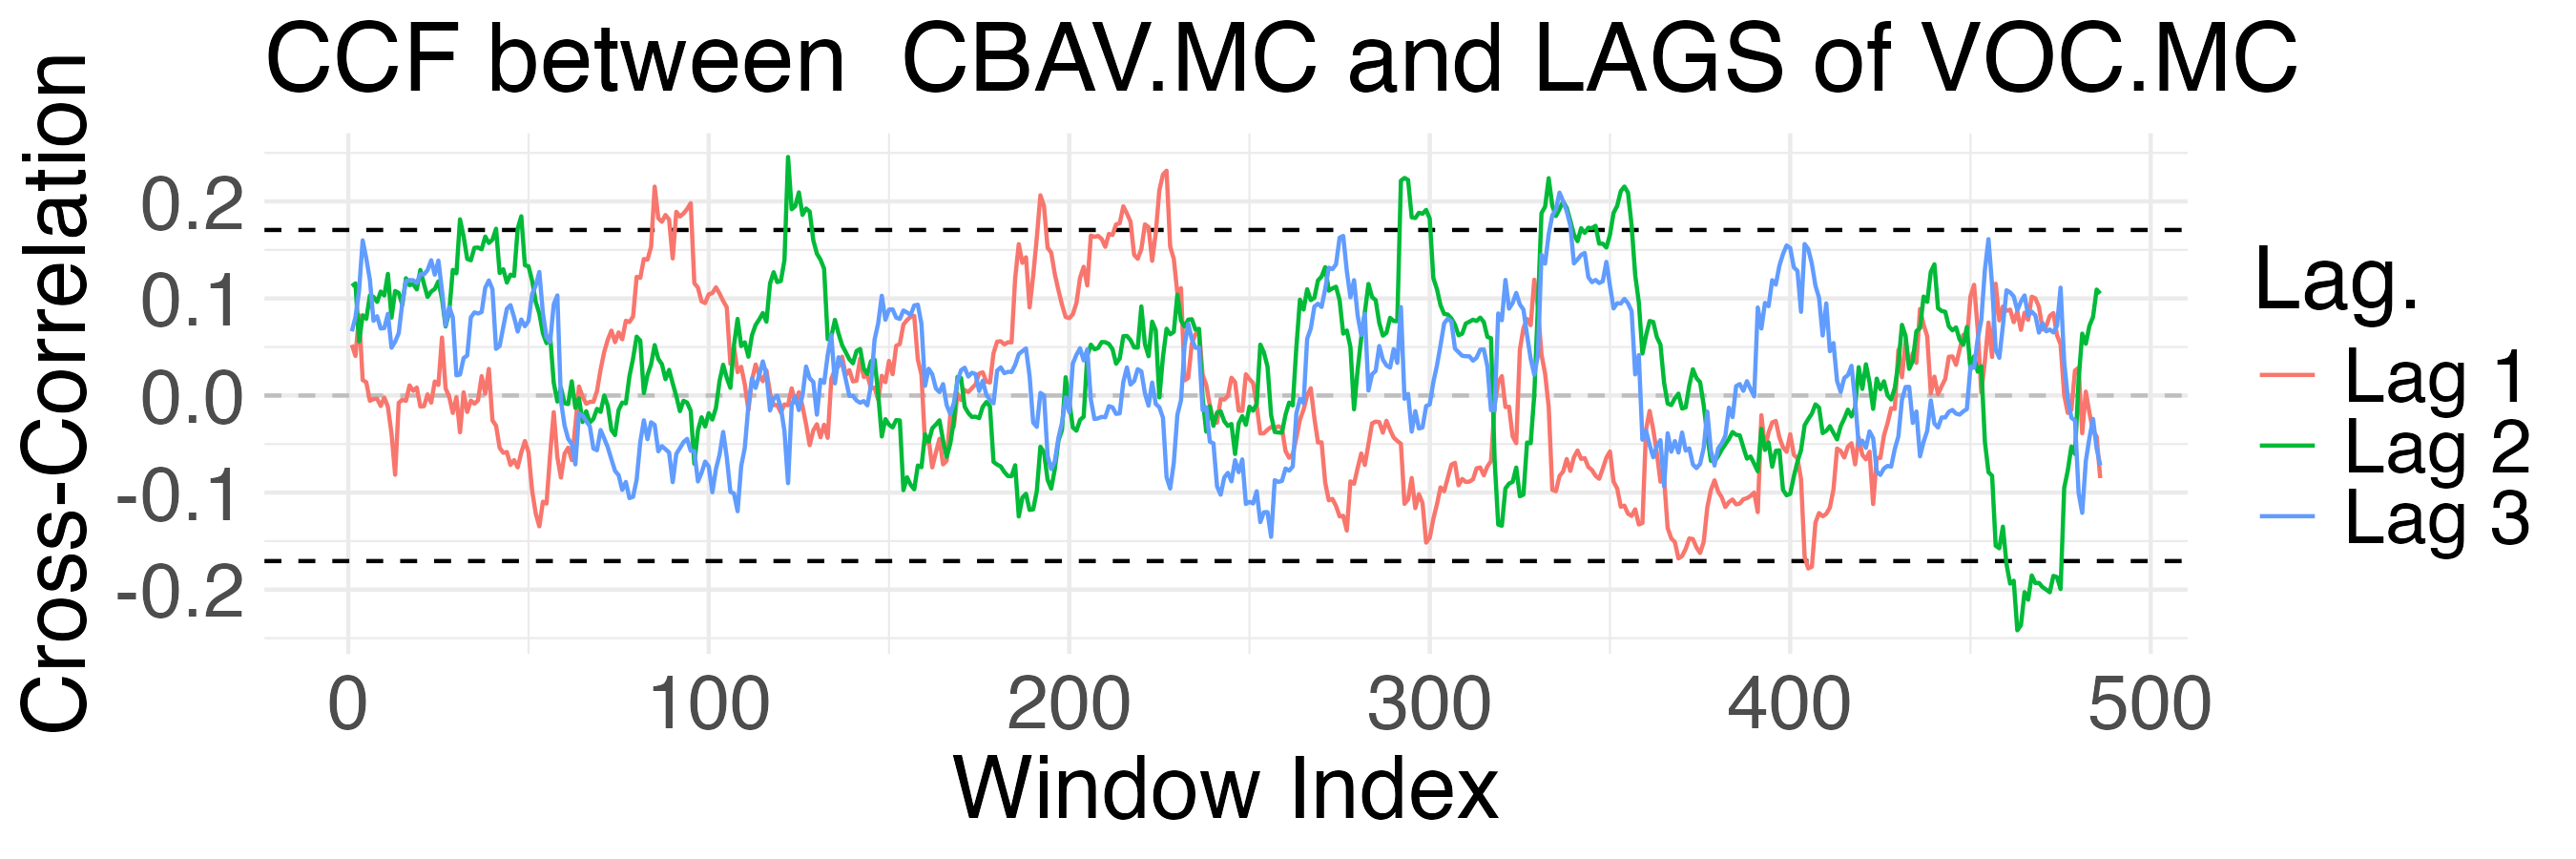 CCF between  CBAV.MC and LAGS of VOC.MC
Cross-Correlation
0.2
0.1
0.0
-0.1
-0.2
0 100 200 300 400 500
Window Index
Lag.
Lag 1
Lag 2
Lag 3